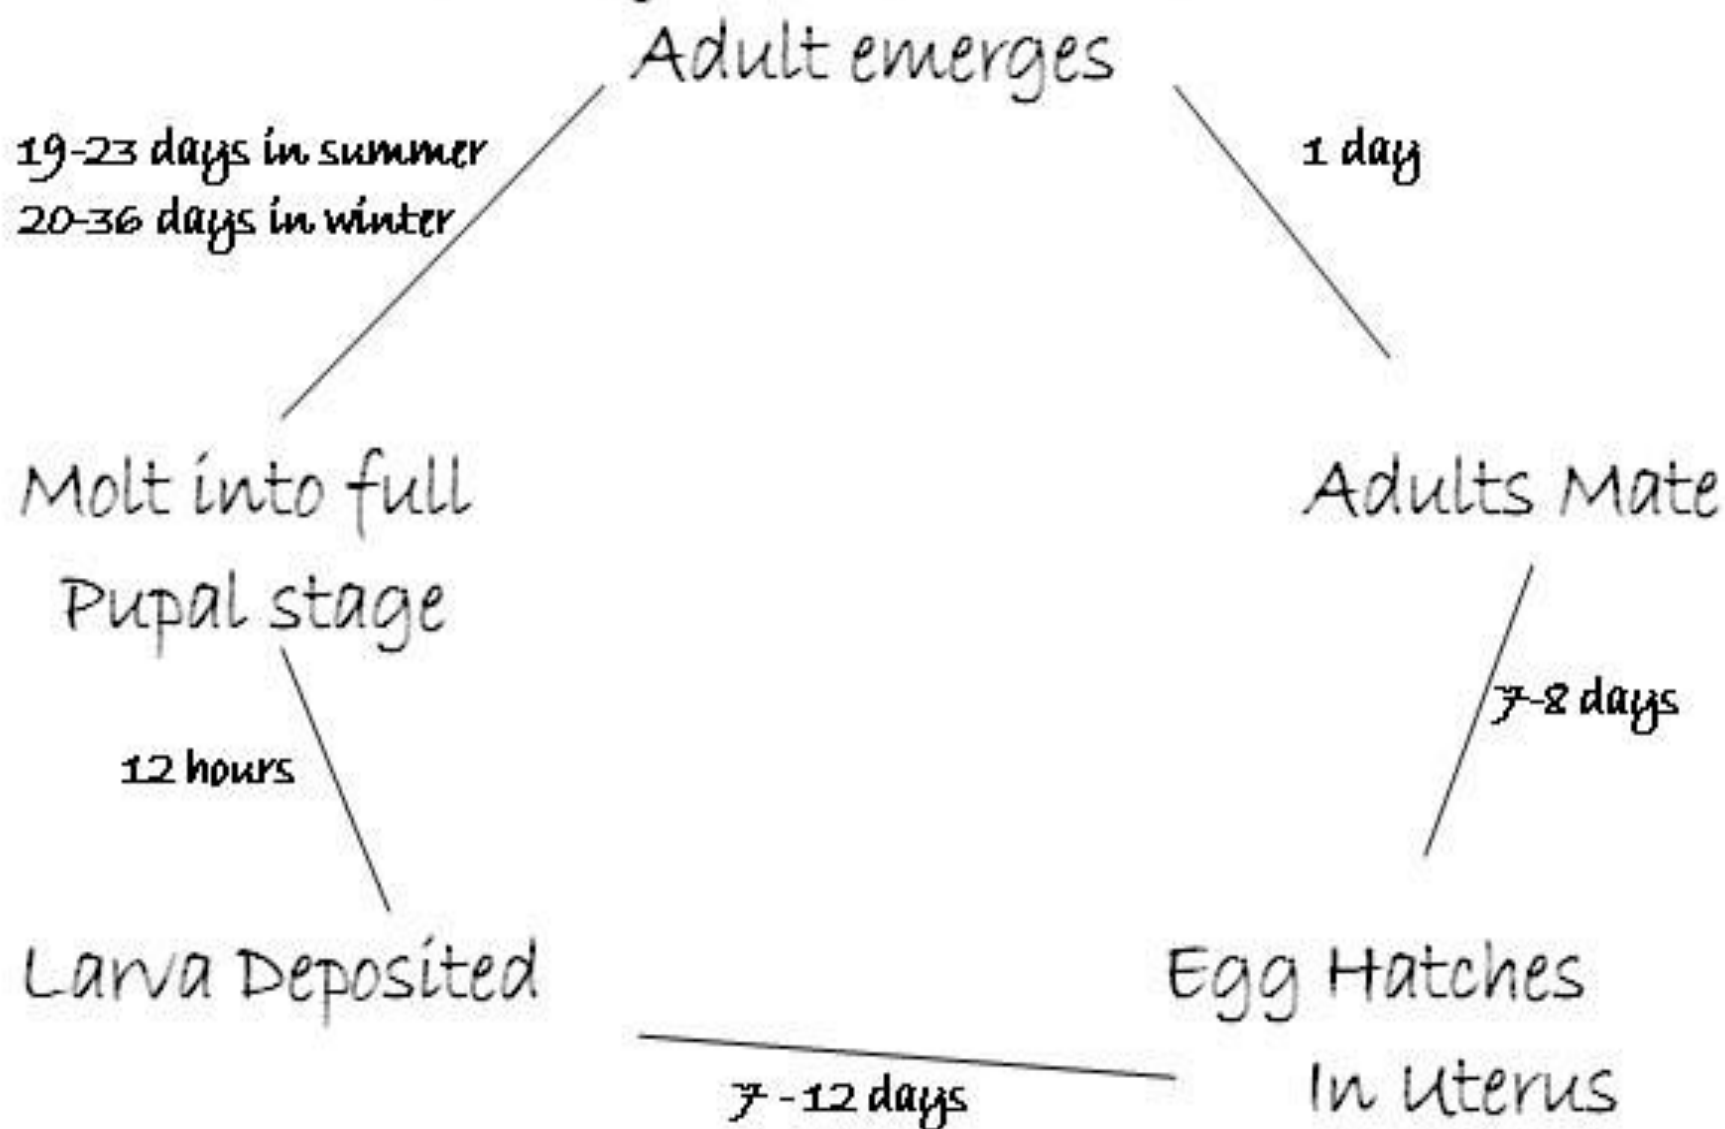 Adult emerges
19-23 days in summer
1 day
20-36 days in winter
Molt into full
Pupal stage
Adults Mate
7-8 days
12 hours
Larva Deposited
Egg Hatches
In Uterus
7-12 days